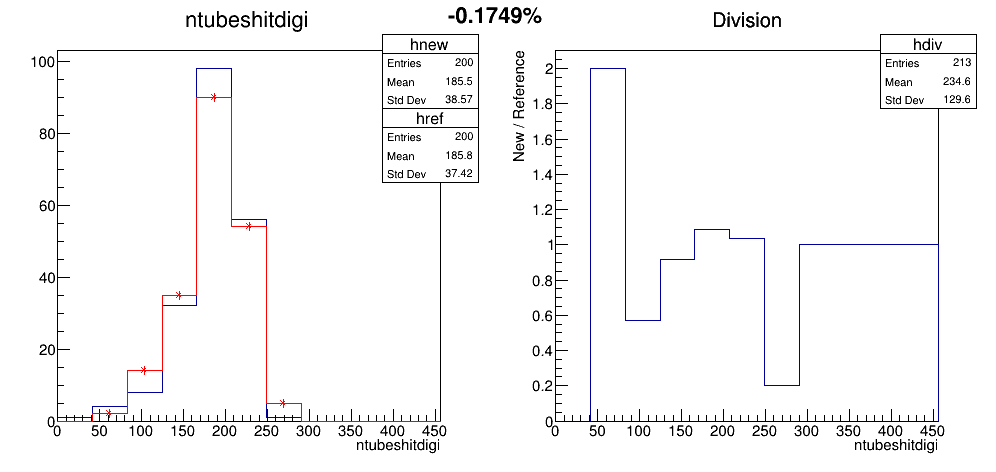 -0.1749%
ntubeshitdigi
hnew
Entries 200
Mean 185.5
Std Dev 38.57
href
Entries 200
Mean 185.8
Std Dev 37.42
100
80
60
40
20
0
0 50 100 150 200 250 300 350 400 450
ntubeshitdigi
Division
hdiv
Entries 213
Mean 234.6
Std Dev 129.6
New / Reference
2
1.8
1.6
1.4
1.2
1
0.8
0.6
0.4
0.2
0
0 50 100 150 200 250 300 350 400 450
ntubeshitdigi